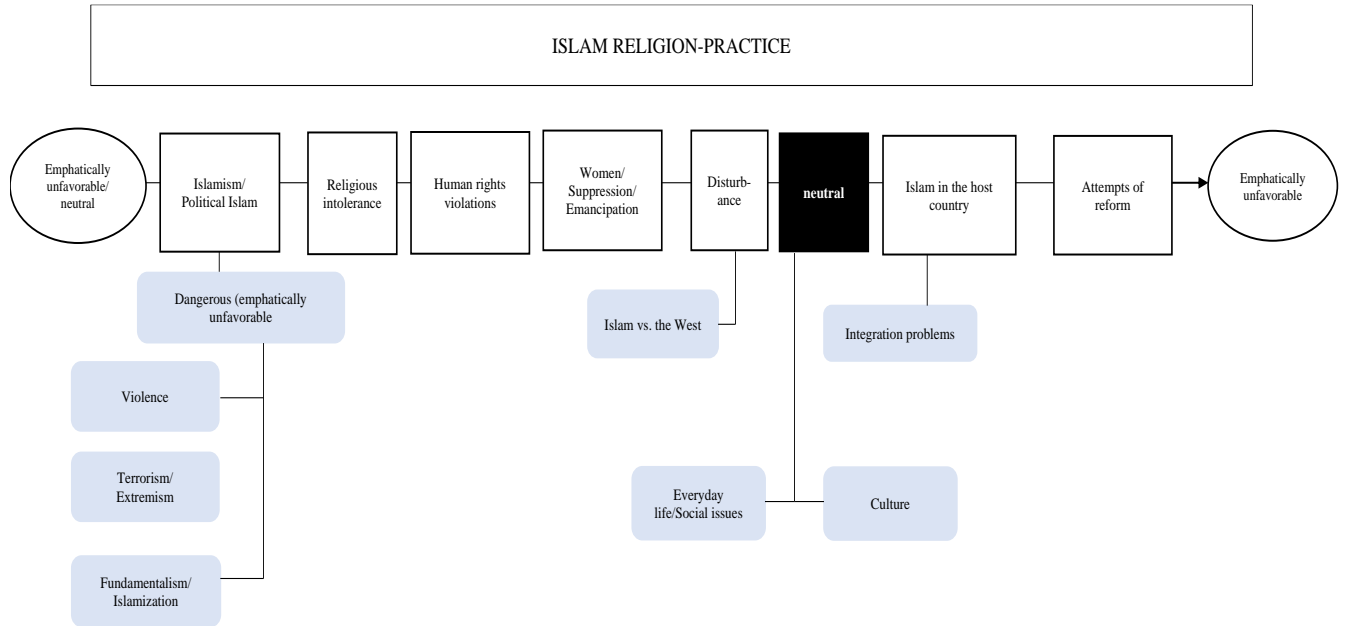 ISLAM RELIGION-PRACTICE
Emphatically
unfavorable/
neutral
Islamism/
Political Islam
Religious
intolerance
Human rights
violations
Women/
Suppression/
Emancipation
Disturb-
ance
neutral
Islam in the host
country
Attempts of
reform
Emphatically
unfavorable
Dangerous (emphatically
unfavorable
Islam vs. the West
Integration problems
Violence
Terrorism/
Extremism
Everyday
life/Social issues
Culture
Fundamentalism/
Islamization